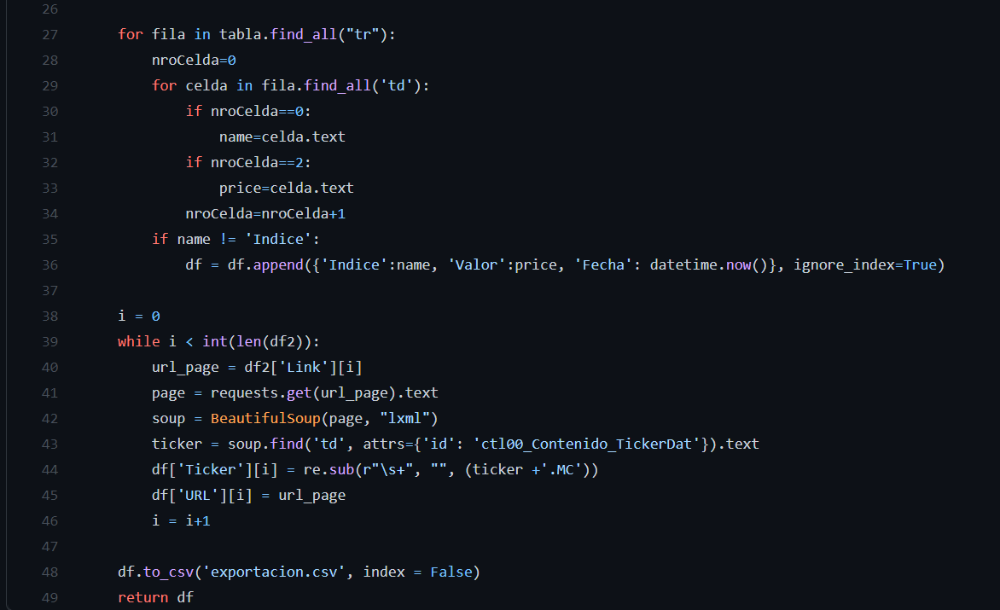 26
27 for fila in tabla.find_all("tr"):
28 nroCelda=0
29 for celda in fila.find_all('td'):
30 if nroCelda==0:
31 name=celda.text
32 if nroCelda==2:
33 price=celda.text
34 nroCelda=nroCelda+1
35 if name != 'Indice':
36 df = df.append({'Indice':name, 'Valor':price, 'Fecha': datetime.now()}, ignore_index=True)
37
38 i = 0
39 while i < int(len(df2)):
40 url_page = df2['Link'][i]
41 page = requests.get(url_page).text
42 soup = BeautifulSoup(page, "lxml")
43 ticker = soup.find('td', attrs={'id': 'ctl00_Contenido_TickerDat'}).text
44 df['Ticker'][i] = re.sub(r"\s+", "", (ticker +'.MC'))
45 df['URL'][i] = url_page
46 i = i+1
47
48 df.to_csv('exportacion.csv', index = False)
49 return df